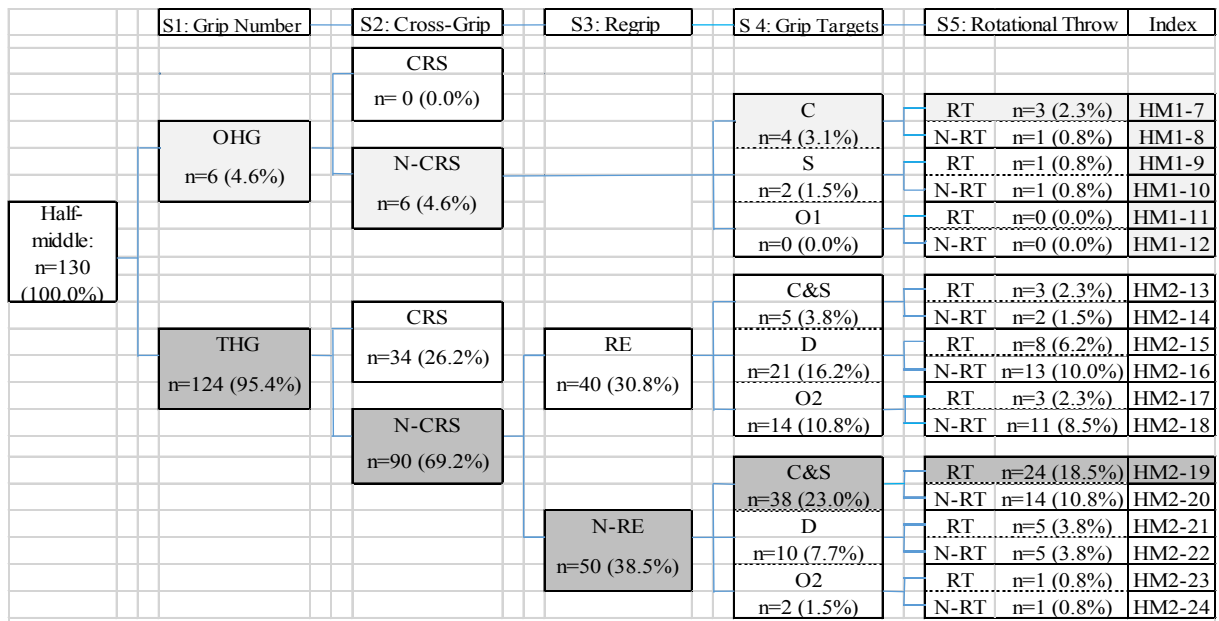 S1: Grip Number S2: Cross-Grip S3: Regrip S 4: Grip Targets S5: Rotational Throw Index
CRS
n= 0 (0.0%)
C RT n=3 (2.3%) HM1-7
OHG n=4 (3.1%) N-RT n=1 (0.8%) HM1-8
N-CRS S RT n=1 (0.8%) HM1-9
n=6 (4.6%) n=2 (1.5%) N-RT n=1 (0.8%) HM1-10
n=6 (4.6%)
Half- O1 RT n=0 (0.0%) HM1-11
middle: n=0 (0.0%) N-RT n=0 (0.0%) HM1-12
n=130
(100.0%) C&S RT n=3 (2.3%) HM2-13
CRS n=5 (3.8%) N-RT n=2 (1.5%) HM2-14
THG RE D RT n=8 (6.2%) HM2-15
n=34 (26.2%)
n=124 (95.4%) n=40 (30.8%) n=21 (16.2%) N-RT n=13 (10.0%) HM2-16
O2 RT n=3 (2.3%) HM2-17
N-CRS n=14 (10.8%) N-RT n=11 (8.5%) HM2-18
n=90 (69.2%)
C&S RT n=24 (18.5%) HM2-19
n=38 (23.0%) N-RT n=14 (10.8%) HM2-20
N-RE D RT n=5 (3.8%) HM2-21
n=10 (7.7%) N-RT n=5 (3.8%) HM2-22
n=50 (38.5%)
O2 RT n=1 (0.8%) HM2-23
n=2 (1.5%) N-RT n=1 (0.8%) HM2-24